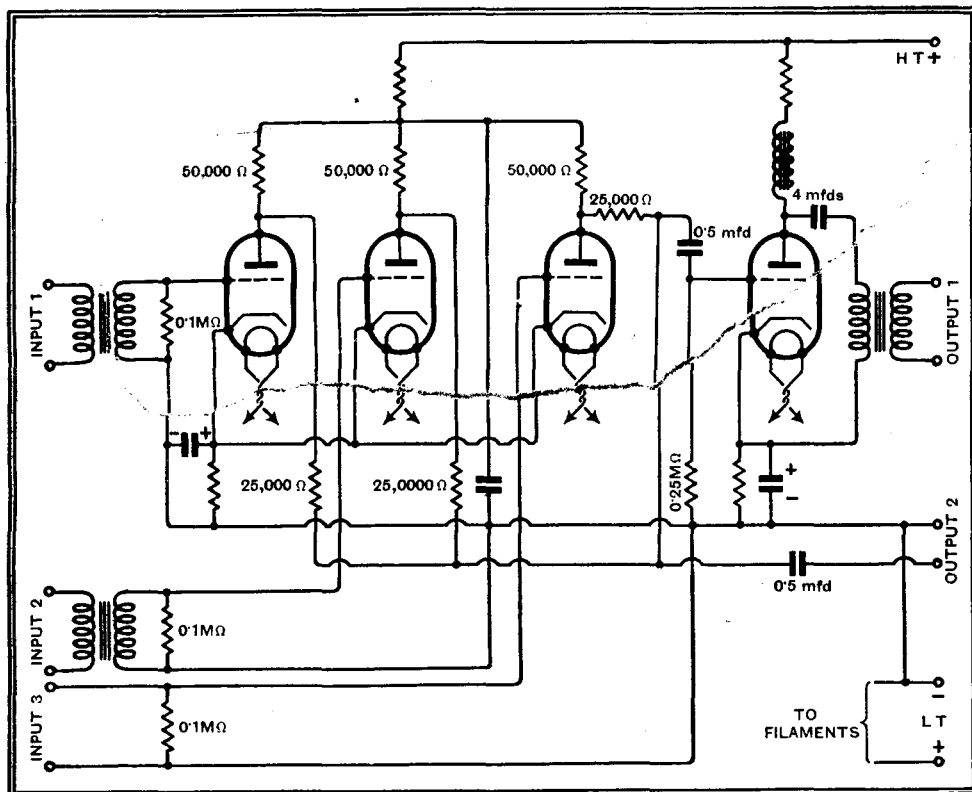 HT+
50,000 Ω
50,000 Ω
50,000 Ω
25,000 Ω
4 mfds
0·5 mfd
INPUT 1
0·1MΩ
OUTPUT 1
- +
25,000 Ω
25,0000 Ω
0·25MΩ
+
-
OUTPUT 2
0·5 mfd
INPUT 2
0·1MΩ
INPUT 3
0·1MΩ
TO
FILAMENTS
-
LT
+